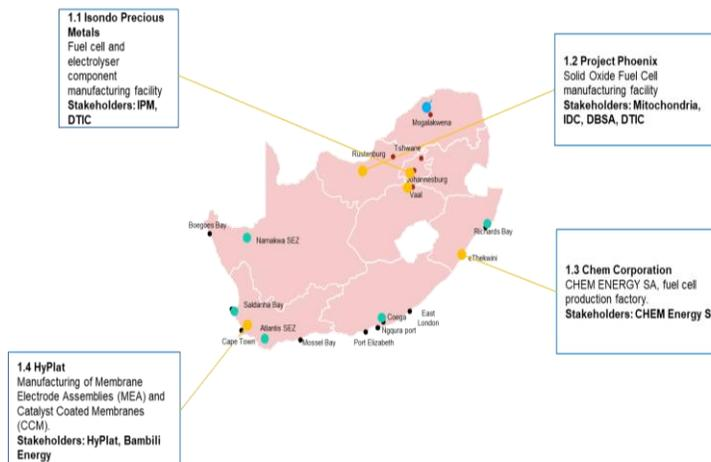 1.1 Isondo Precious
Metals
Fuel cell and
electrolyser
component
manufacturing facility
Stakeholders: IPM,
DTIC
1.2 Project Phoenix
Solid Oxide Fuel Cell
manufacturing facility
Stakeholders: Mitochondria,
IDC, DBSA, DTIC
Mogalakwena
Rustenburg
Tshwane
Johannesburg
Vaal
Boegoes Bay
Namakwa SEZ
Richards Bay
eThekwini
1.3 Chem Corporation
CHEM ENERGY SA, fuel cell
production factory.
Stakeholders: CHEM Energy S
Saldanha Bay
Atlantis SEZ
Cape Town
Mossel Bay
Coega
Ngqura port
Port Elizabeth
East
London
1.4 HyPlat
Manufacturing of Membrane
Electrode Assemblies (MEA) and
Catalyst Coated Membranes
(CCM).
Stakeholders: HyPlat, Bambili
Energy